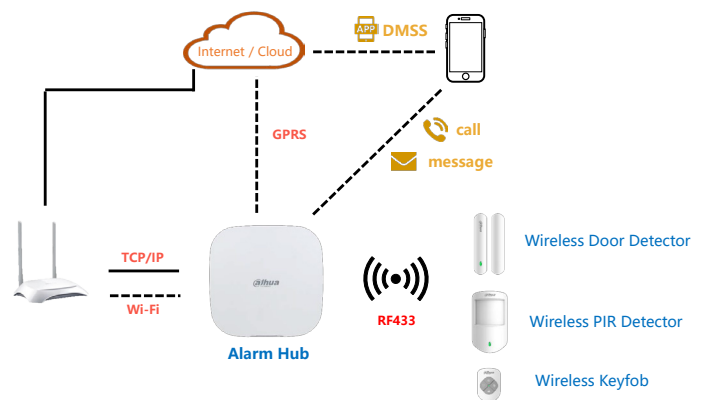 APP DMSS
Internet / Cloud
call
GPRS
message
Wireless Door Detector
TCP/IP
alhua
Wi-Fi
RF433
Wireless PIR Detector
Alarm Hub
Wireless Keyfob